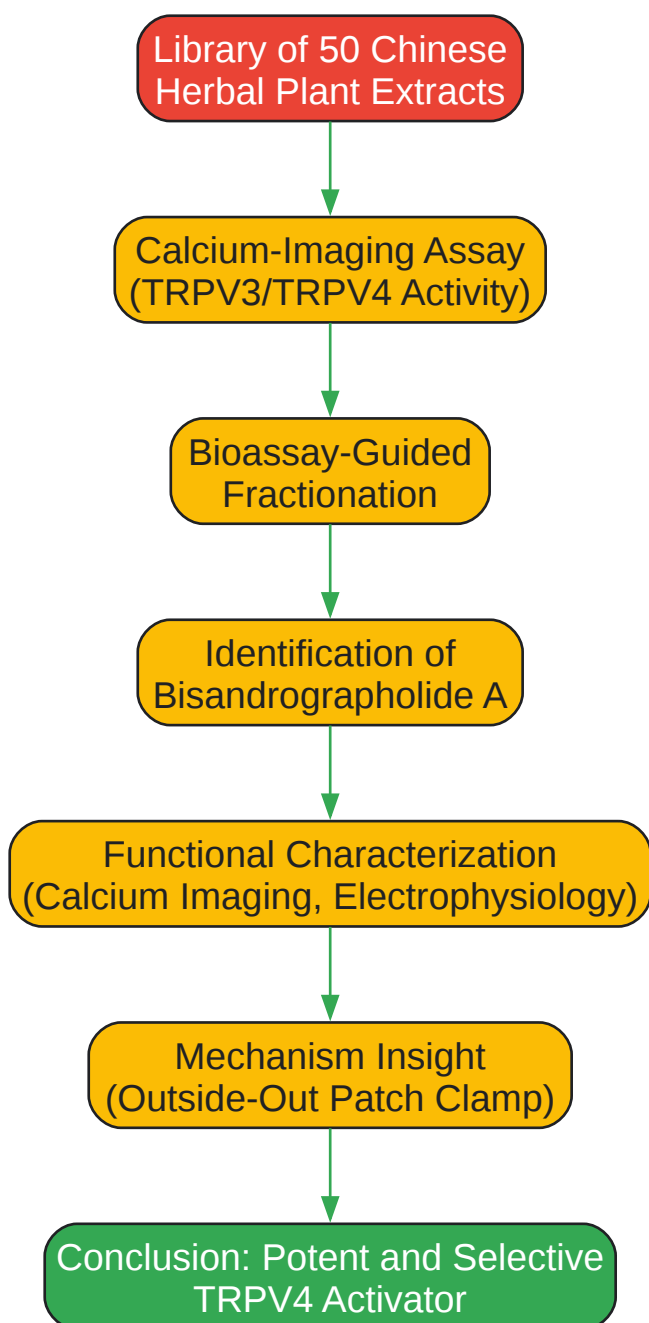 Library of 50 Chinese
Herbal Plant Extracts
Calcium-Imaging Assay
(TRPV3/TRPV4 Activity)
Bioassay-Guided
Fractionation
Identification of
Bisandrographolide A
Functional Characterization
(Calcium Imaging, Electrophysiology)
Mechanism Insight
(Outside-Out Patch Clamp)
Conclusion: Potent and Selective
TRPV4 Activator